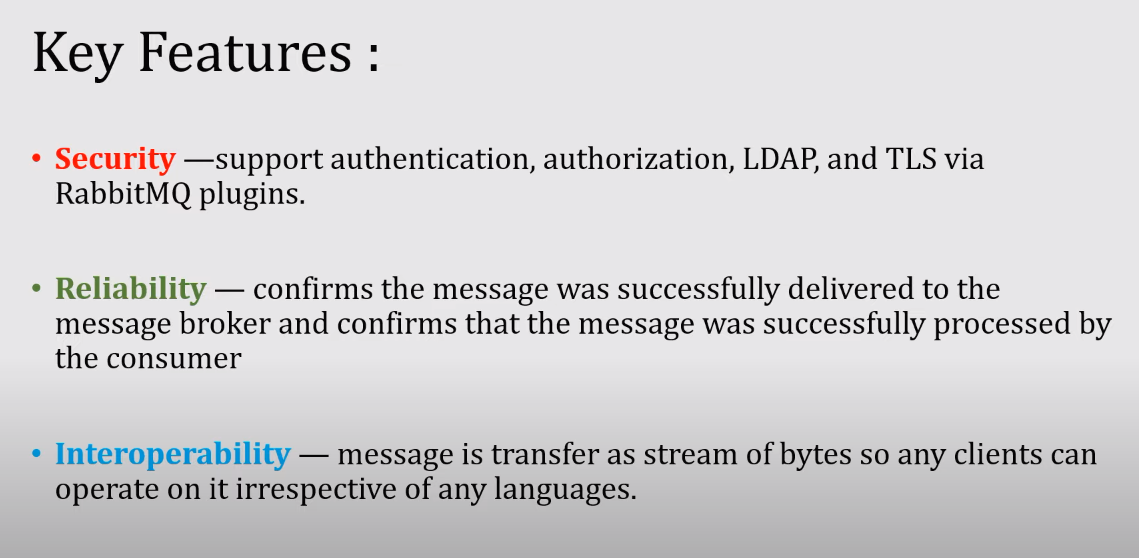 Key Features :
• Security —support authentication, authorization, LDAP, and TLS via
RabbitMQ plugins.
• Reliability — confirms the message was successfully delivered to the
message broker and confirms that the message was successfully processed by
the consumer
• Interoperability — message is transfer as stream of bytes so any clients can
operate on it irrespective of any languages.